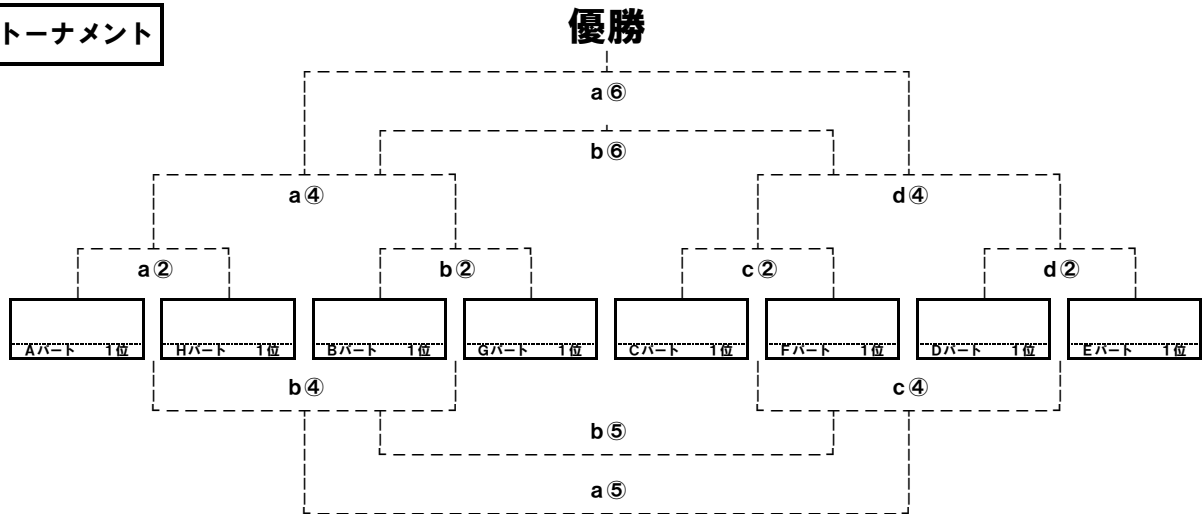 トーナメント
優勝
a⑥
b⑥
a④ d④
a② b② c② d②
Aパート 1位 Hパート 1位 Bパート 1位 Gパート 1位 Cパート 1位 Fパート 1位 Dパート 1位 Eパート 1位
b④ c④
b⑤
a⑤